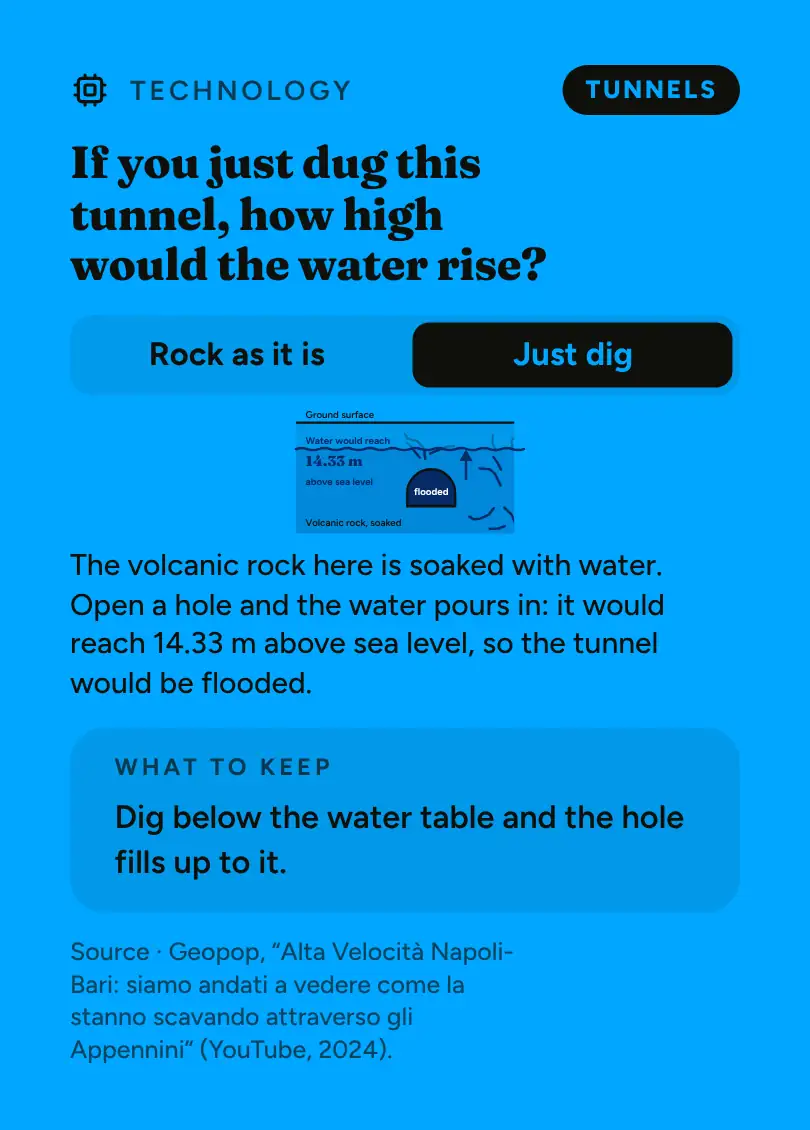 TECHNOLOGY
TUNNELS
If you just dug this
tunnel, how high
would the water rise?
Rock as it is
Just dig
Ground surface
Water would reach
14.33 m
above sea level
flooded
Volcanic rock, soaked
The volcanic rock here is soaked with water.
Open a hole and the water pours in: it would
reach 14.33 m above sea level, so the tunnel
would be flooded.
WHAT TO KEEP
Dig below the water table and the hole
fills up to it.
Source · Geopop, “Alta Velocità Napoli-
Bari: siamo andati a vedere come la
stanno scavando attraverso gli
Appennini” (YouTube, 2024).